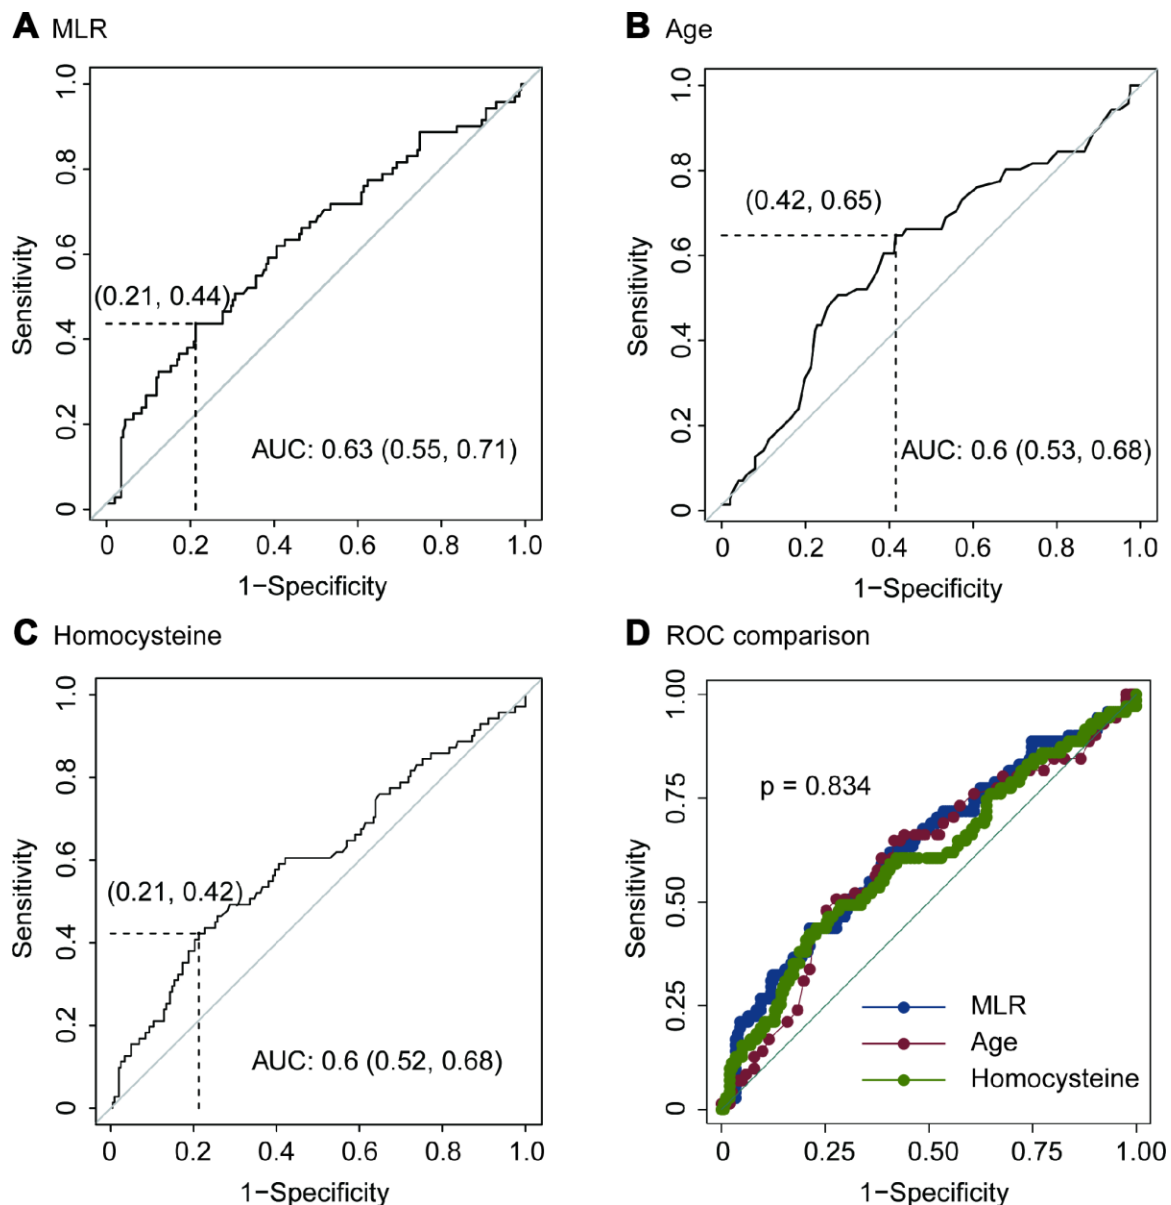 A MLR
1.0
0.8
0.6
0.4
0.2
0
Sensitivity
(0.21, 0.44)
AUC: 0.63 (0.55, 0.71)
0 0.2 0.4 0.6 0.8 1.0
1−Specificity
B Age
1.0
0.8
0.6
0.4
0.2
0
Sensitivity
(0.42, 0.65)
AUC: 0.6 (0.53, 0.68)
0 0.2 0.4 0.6 0.8 1.0
1−Specificity
C Homocysteine
1.0
0.8
0.6
0.4
0.2
0
Sensitivity
(0.21, 0.42)
AUC: 0.6 (0.52, 0.68)
0 0.2 0.4 0.6 0.8 1.0
1−Specificity
D ROC comparison
1.00
0.75
0.50
0.25
0
Sensitivity
p = 0.834
MLR
Age
Homocysteine
0 0.25 0.50 0.75 1.00
1−Specificity